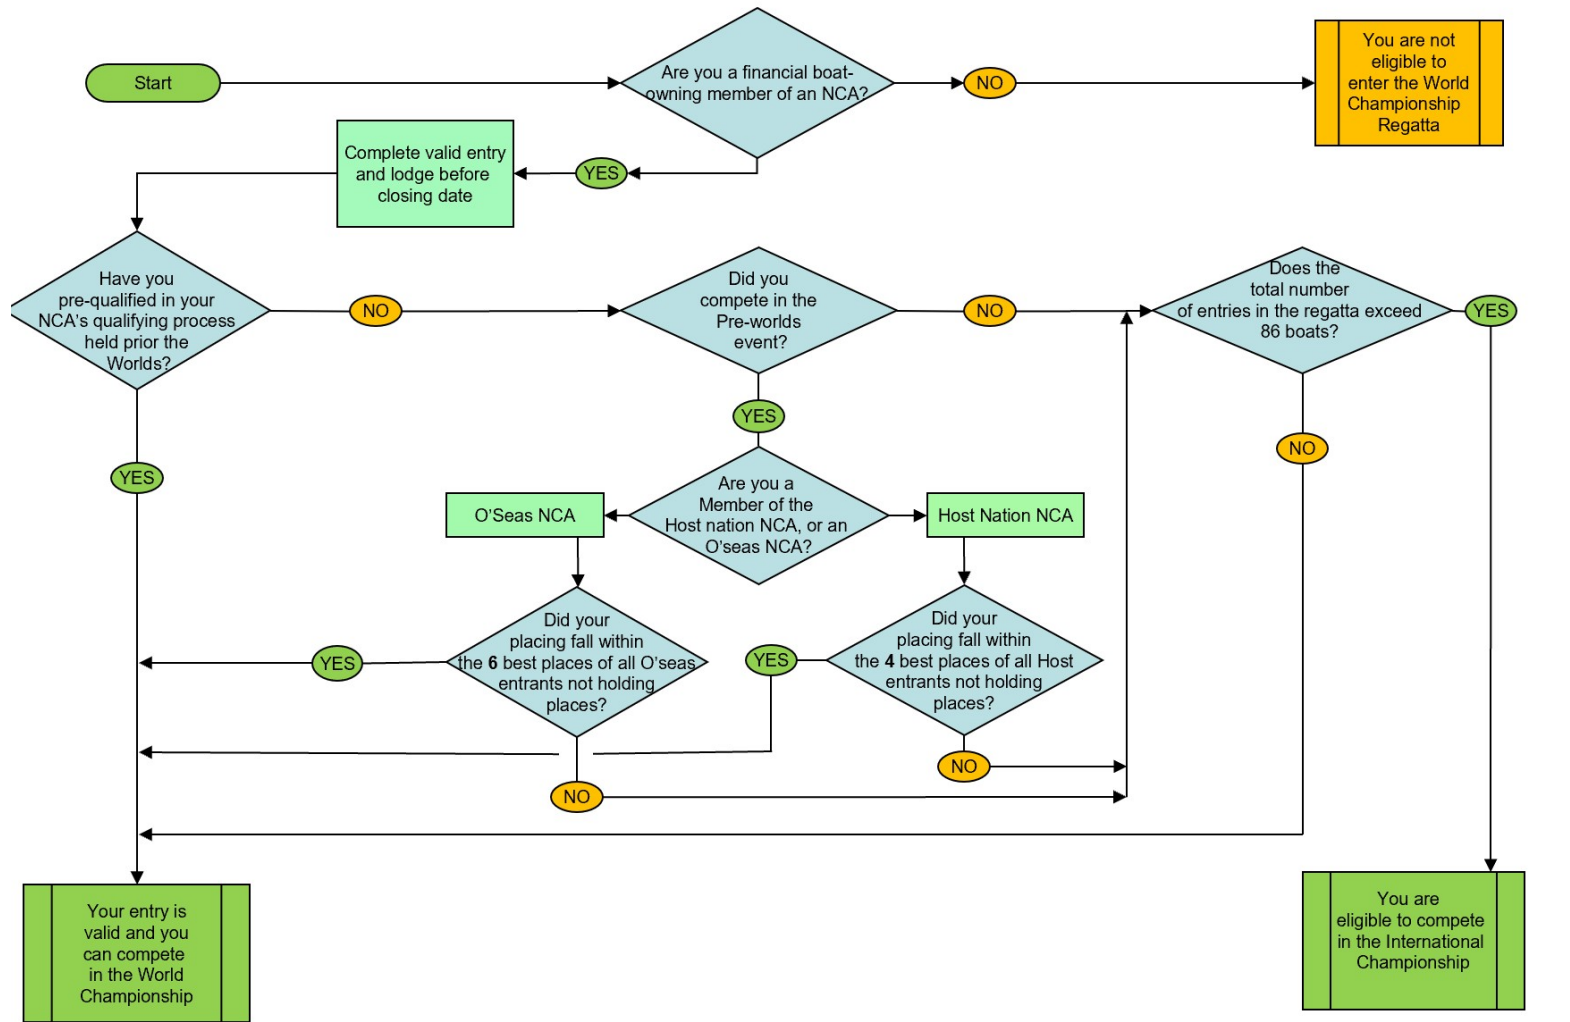 Start
Are you a financial boat-
owning member of an NCA?
NO
You are not
eligible to
enter the World
Championship
Regatta
Complete valid entry
and lodge before
closing date
YES
Have you
pre-qualified in your
NCA's qualifying process
held prior the
Worlds?
NO
Did you
compete in the
Pre-worlds
event?
NO
Does the
total number
of entries in the regatta exceed
86 boats?
YES
YES
NO
YES
Are you a
Member of the
Host nation NCA, or an
O'seas NCA?
O'Seas NCA
Host Nation NCA
Did your
placing fall within
the 6 best places of all O'seas
entrants not holding
places?
YES
Did your
placing fall within
the 4 best places of all Host
entrants not holding
places?
YES
NO
NO
Your entry is
valid and you
can compete
in the World
Championship
You are
eligible to compete
in the International
Championship